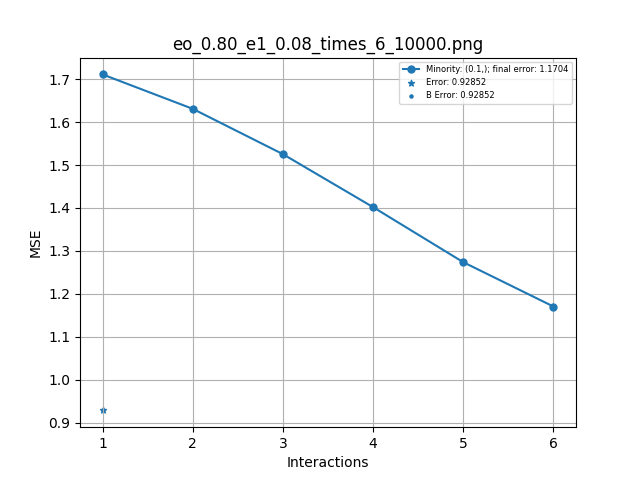 eo_0.80_e1_0.08_times_6_10000.png
Minority: (0.1,); final error: 1.1704
Error: 0.92852
B Error: 0.92852
1.7
1.6
1.5
1.4
1.3
1.2
1.1
1.0
0.9
MSE
1 2 3 4 5 6
Interactions